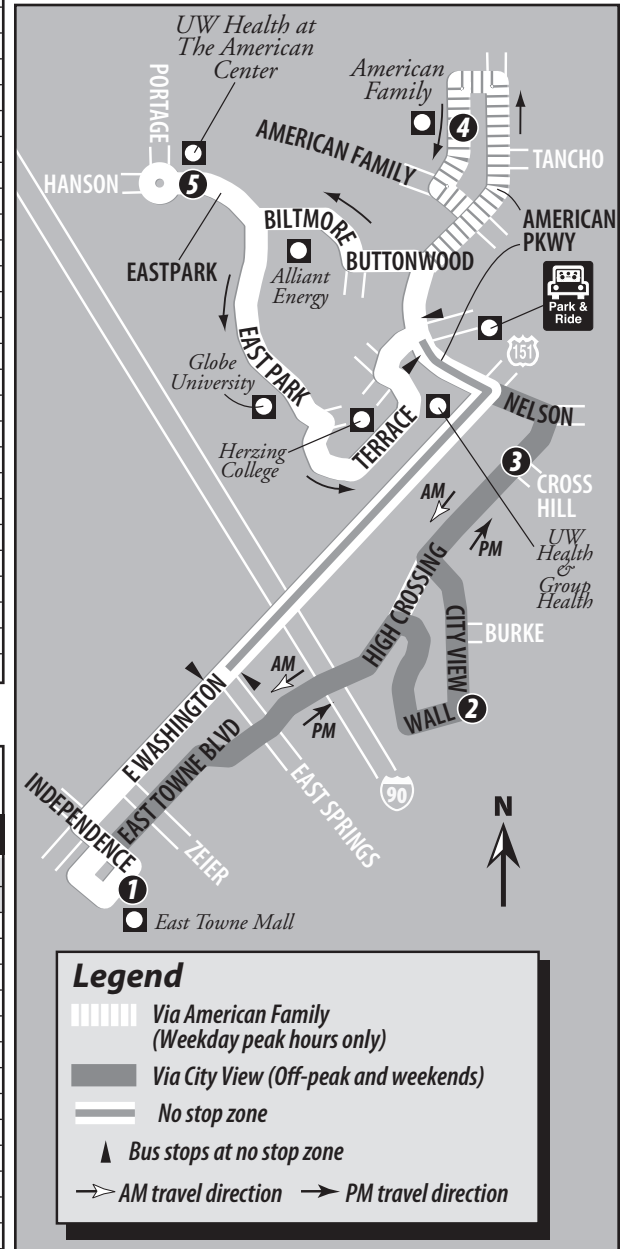 UW Health at
The American
Center
American
Family
PORTAGE
4
AMERICAN FAMILY
TANCHO
HANSON
5
AMERICAN
PKWY
BILTMORE
BUTTONWOOD
EASTPARK
Alliant
Energy
Park &
Ride
151
EAST PARK
Globe
University
NELSON
TERRACE
Herzing
College
3
CROSS
HILL
AM
PM
UW
Health
&
Group
Health
HIGH CROSSING
CITY VIEW
BURKE
AM
WALL
2
PM
E WASHINGTON
EAST TOWNE BLVD
EAST SPRINGS
90
INDEPENDENCE
ZEIER
N
1
East Towne Mall
Legend
Via American Family
(Weekday peak hours only)
Via City View (Off-peak and weekends)
No stop zone
Bus stops at no stop zone
AM travel direction PM travel direction